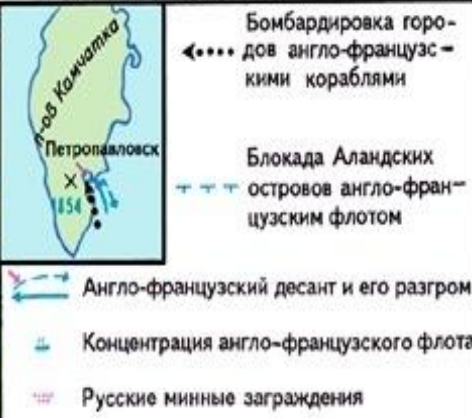 п-ов Камчатка
Петропавловск
1854
Бомбардировка горо-
дов англо-французс-
кими кораблями
Блокада Аландских
островов англо-фран-
цузским флотом
Англо-французский десант и его разгром
Концентрация англо-французского флота
Русские минные заграждения